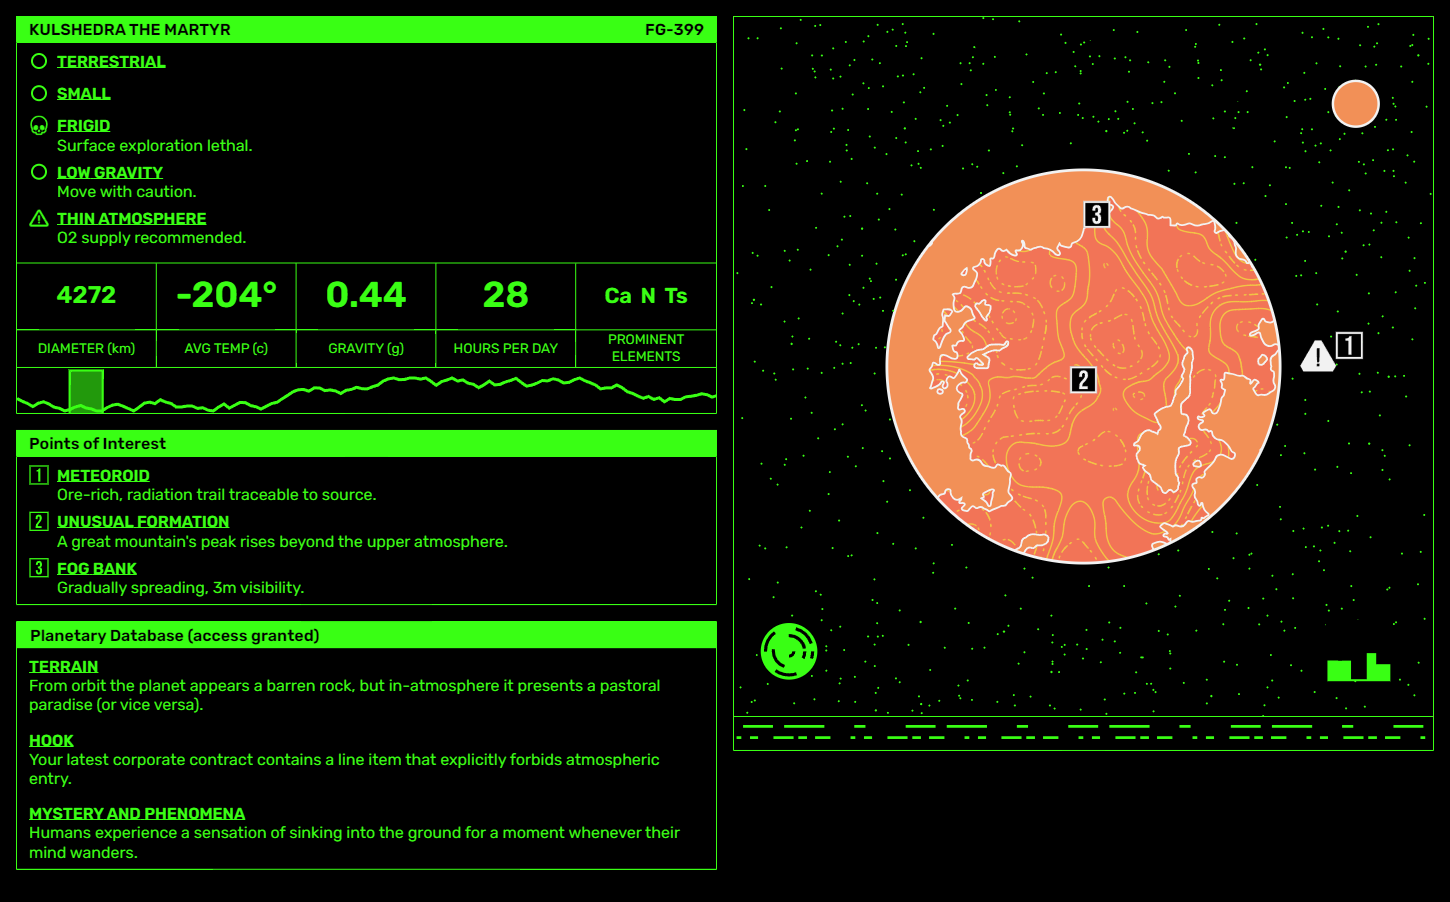 KULSHEDRA THE MARTYR
FG-399
TERRESTRIAL
SMALL
FRIGID
Surface exploration lethal.
LOW GRAVITY
Move with caution.
THIN ATMOSPHERE
O2 supply recommended.
4272
-204°
0.44
28
Ca N Ts
DIAMETER (km)
AVG TEMP (c)
GRAVITY (g)
HOURS PER DAY
PROMINENT
ELEMENTS
Points of Interest
1 METEOROID
Ore-rich, radiation trail traceable to source.
2 UNUSUAL FORMATION
A great mountain's peak rises beyond the upper atmosphere.
3 FOG BANK
Gradually spreading, 3m visibility.
Planetary Database (access granted)
TERRAIN
From orbit the planet appears a barren rock, but in-atmosphere it presents a pastoral
paradise (or vice versa).
HOOK
Your latest corporate contract contains a line item that explicitly forbids atmospheric
entry.
MYSTERY AND PHENOMENA
Humans experience a sensation of sinking into the ground for a moment whenever their
mind wanders.
3
1
2